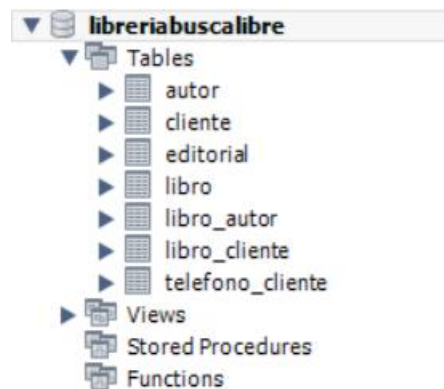 libreriabuscalibre
Tables
autor
cliente
editorial
libro
libro_autor
libro_cliente
telefono_cliente
Views
Stored Procedures
Functions